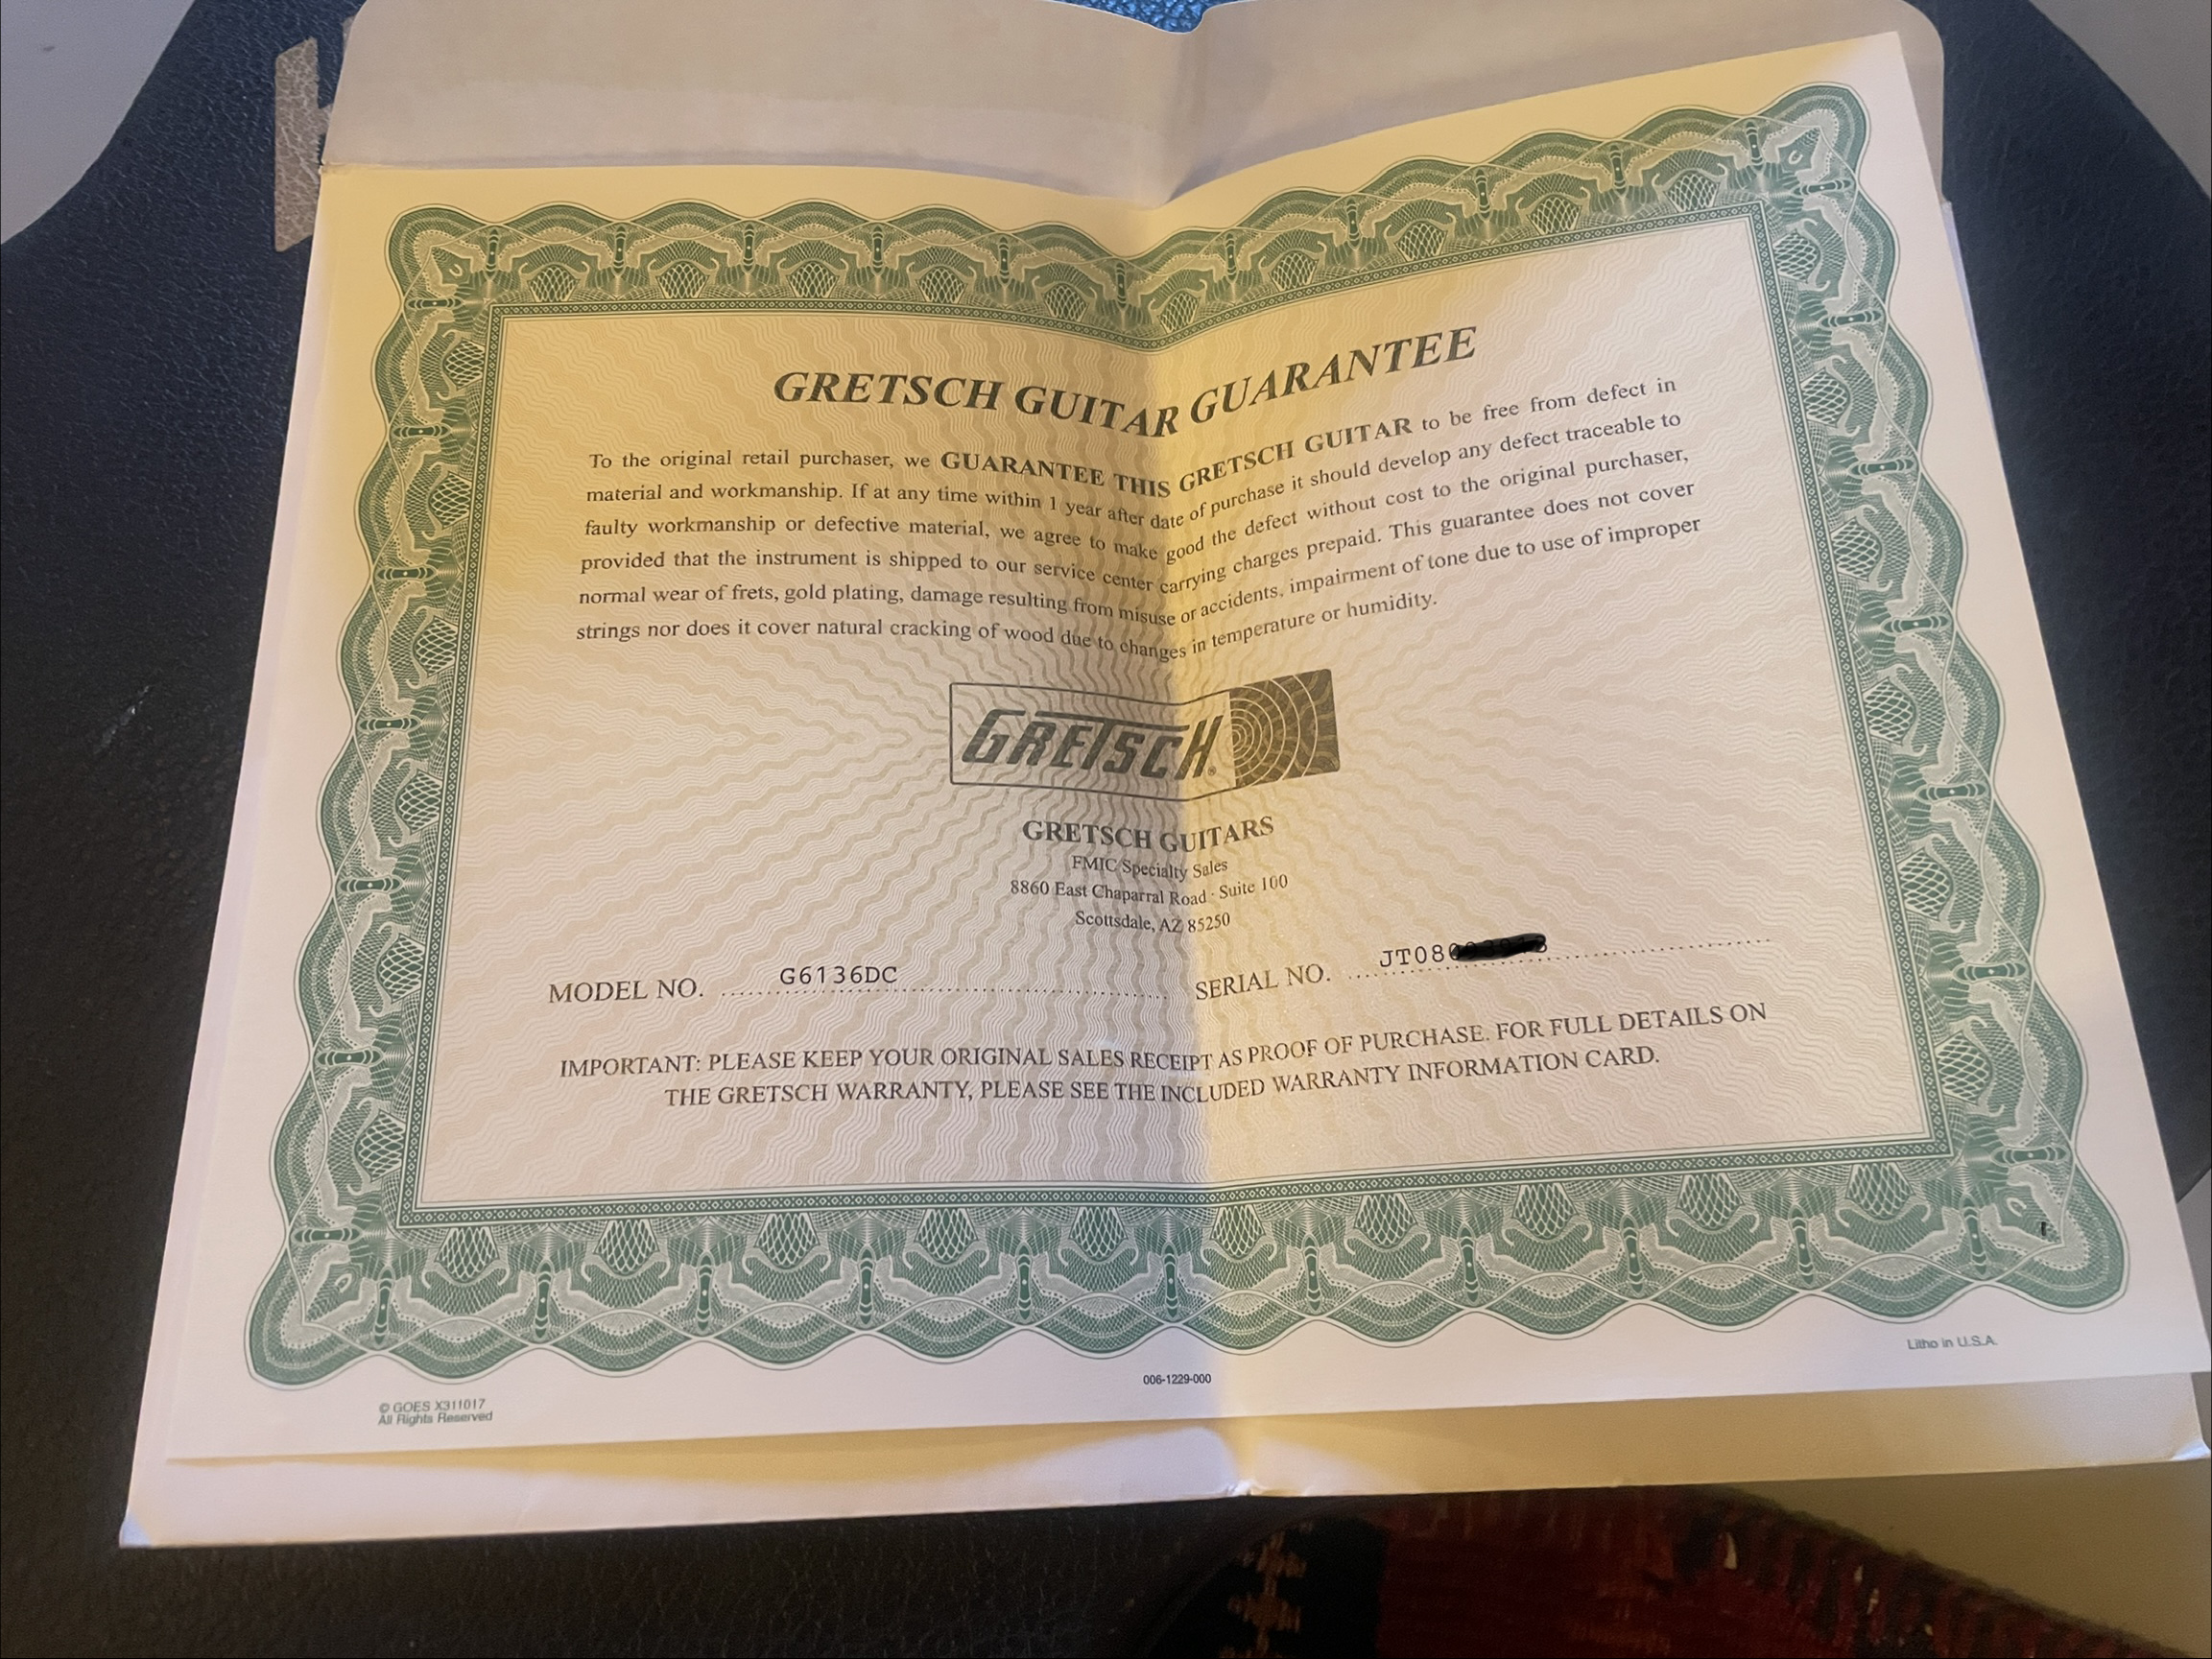 GRETSCH GUITAR GUARANTEE
To the original retail purchaser, we GUARANTEE THIS GRETSCH GUITAR to be free from defect in
material and workmanship. If at any time within 1 year after date of purchase it should develop any defect traceable to
faulty workmanship or defective material, we agree to make good the defect without cost to the original purchaser,
provided that the instrument is shipped to our service center carrying charges prepaid. This guarantee does not cover
normal wear of frets, gold plating, damage resulting from misuse or accidents, impairment of tone due to use of improper
strings nor does it cover natural cracking of wood due to changes in temperature or humidity.
GRETSCH®
GRETSCH GUITARS
FMIC Specialty Sales
8860 East Chaparral Road · Suite 100
Scottsdale, AZ 85250
MODEL NO. G6136DC SERIAL NO. JT08
IMPORTANT: PLEASE KEEP YOUR ORIGINAL SALES RECEIPT AS PROOF OF PURCHASE. FOR FULL DETAILS ON
THE GRETSCH WARRANTY, PLEASE SEE THE INCLUDED WARRANTY INFORMATION CARD.
Litho in U.S.A.
006-1229-000
© GOES X311017
All Rights Reserved